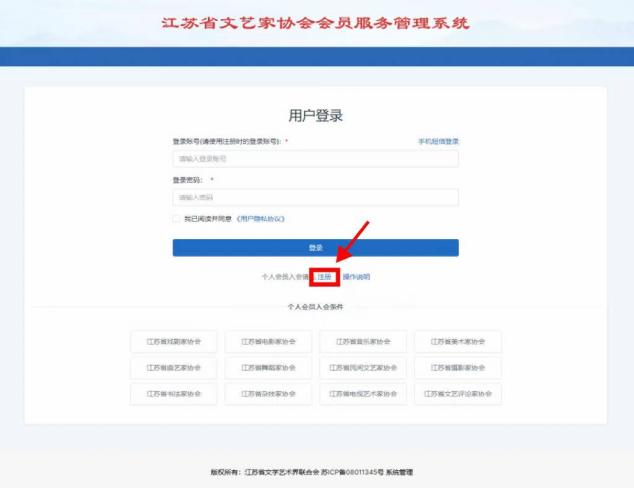 江苏省文艺家协会会员服务管理系统
用户登录
登录账号(请使用注册时的登录账号): * 手机短信登录
请输入登录账号
登录密码: *
请输入密码
我已阅读并同意 《用户隐私协议》
登录
个人会员入会请 注册 操作说明
个人会员入会条件
江苏省戏剧家协会 江苏省电影家协会 江苏省音乐家协会 江苏省美术家协会
江苏省曲艺家协会 江苏省舞蹈家协会 江苏省民间文艺家协会 江苏省摄影家协会
江苏省书法家协会 江苏省杂技家协会 江苏省电视艺术家协会 江苏省文艺评论家协会
版权所有：江苏省文学艺术界联合会 苏ICP备08011345号 系统管理